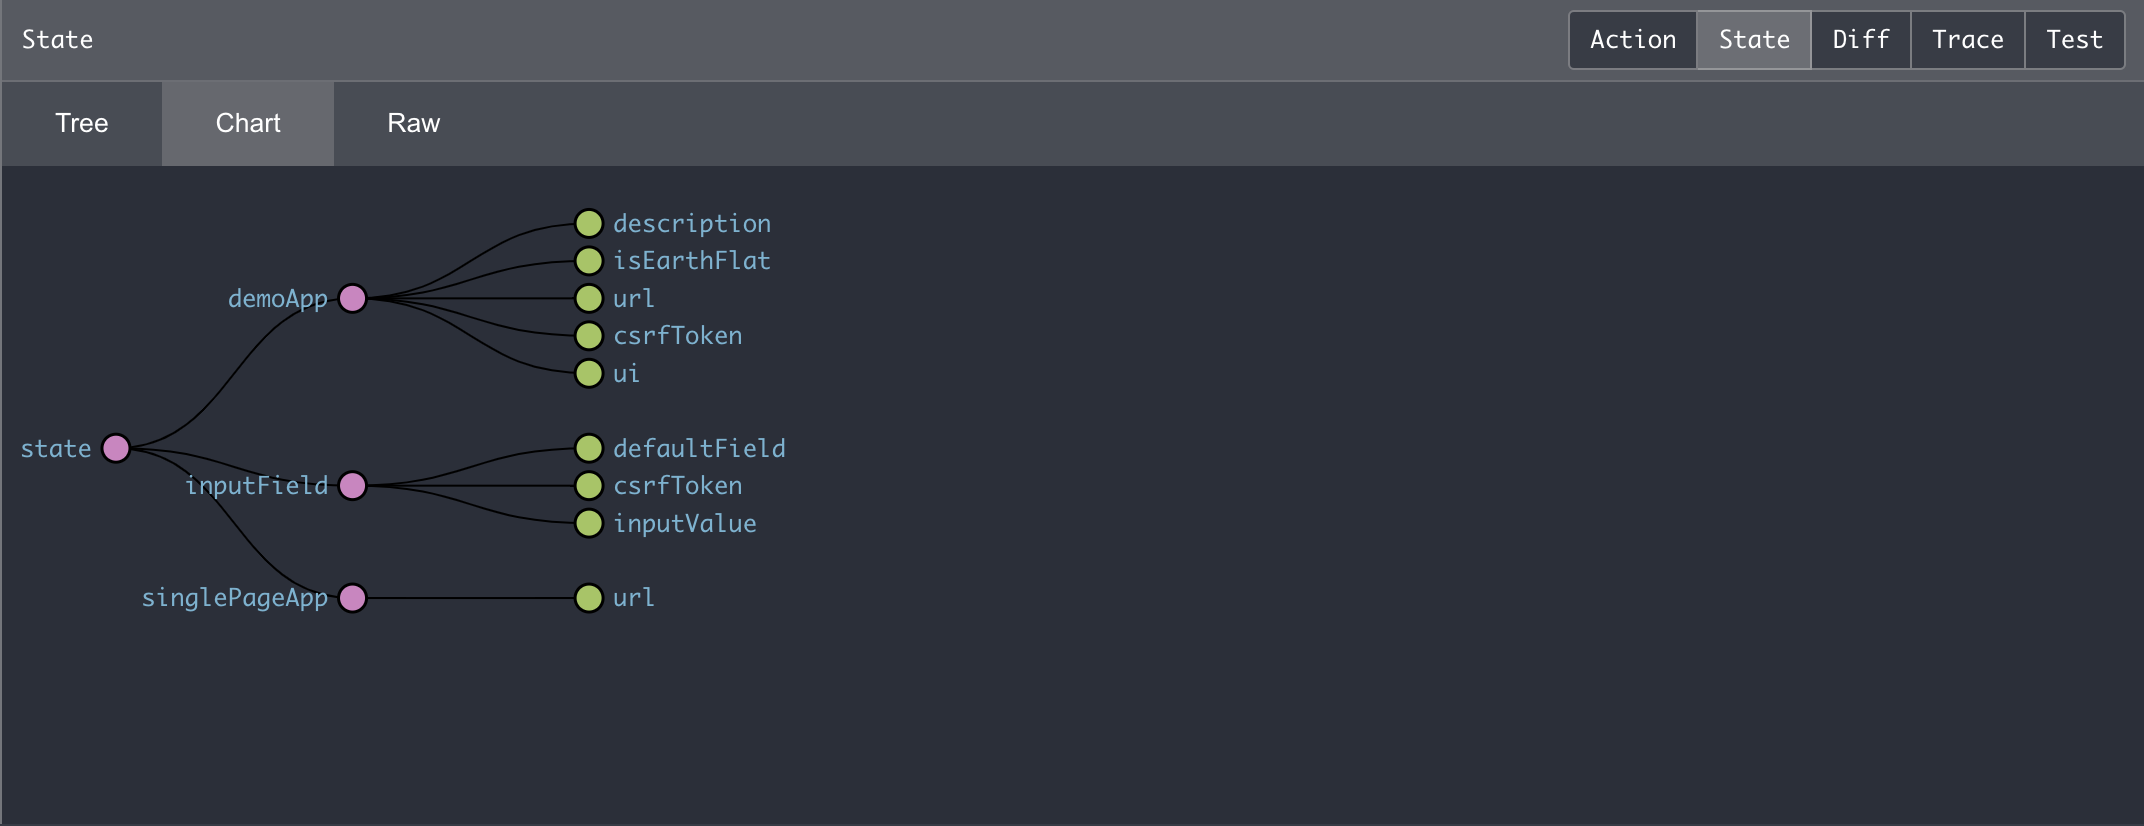 State
Action State Diff Trace Test
Tree Chart Raw
description
isEarthFlat
demoApp
url
csrfToken
ui
state
defaultField
inputField
csrfToken
inputValue
singlePageApp
url